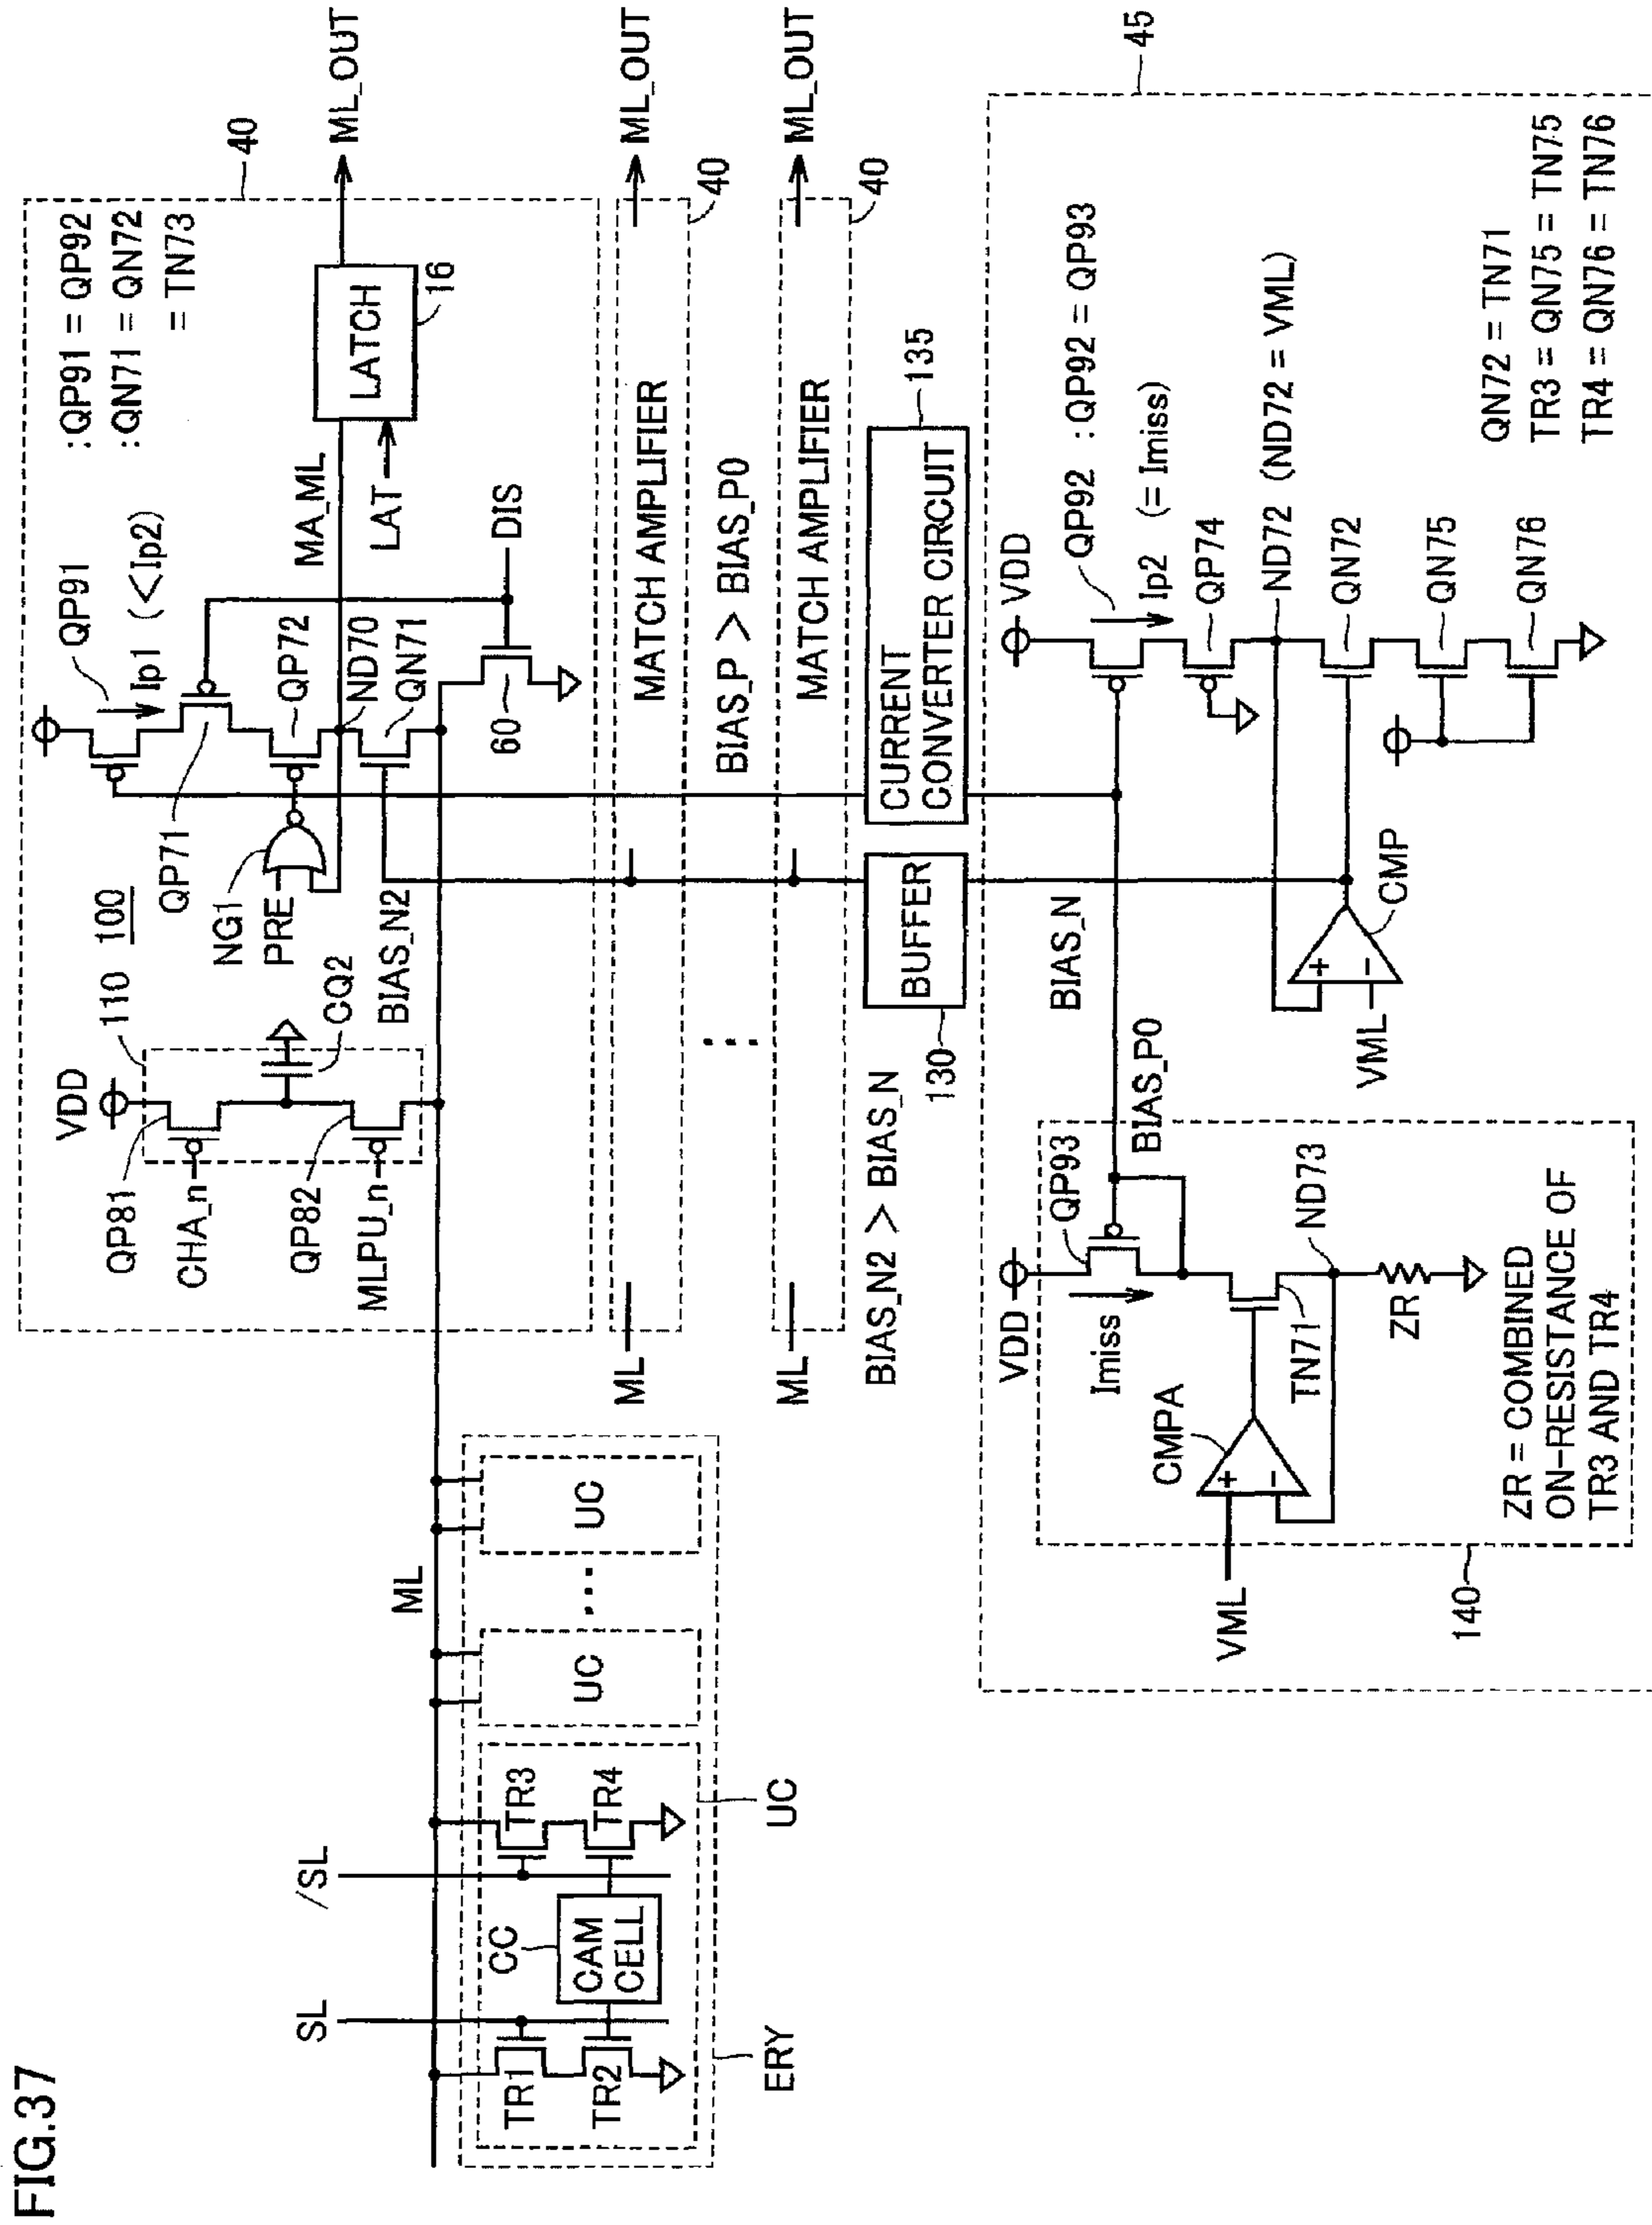 FIG.37
SL
/SL
ML
TR1
TR2
CC
CAM
CELL
TR3
TR4
UC
UC
UC
ERY
110
100
VDD
QP81
CHA_n
QP82
MLPU_n
CQ2
NG1
PRE
BIAS_N2
QP71
QP91
Ip1 (<Ip2)
QP72
ND70
QN71
60
DIS
MA_ML
LAT
LATCH
16
ML_OUT
40
:QP91 = QP92
:QN71 = QN72
= TN73
ML
MATCH AMPLIFIER
40
ML_OUT
BIAS_P > BIAS_P0
ML
MATCH AMPLIFIER
40
ML_OUT
BIAS_N2 > BIAS_N
130
BUFFER
CURRENT
CONVERTER CIRCUIT
135
45
BIAS_N
BIAS_P0
VDD
QP93
Imiss
CMPA
+
-
VML
TN71
ND73
ZR
ZR = COMBINED
ON-RESISTANCE OF
TR3 AND TR4
140
VDD
QP92 :QP92 = QP93
Ip2 (= Imiss)
QP74
ND72 (ND72 = VML)
QN72
QN75
QN76
VML
+
-
CMP
QN72 = TN71
TR3 = QN75 = TN75
TR4 = QN76 = TN76